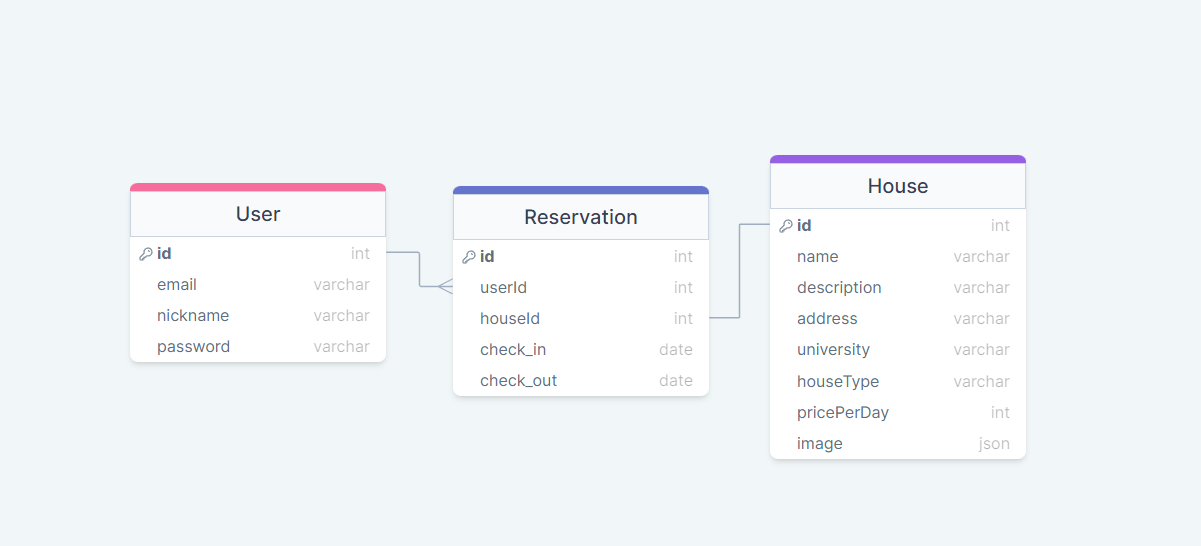 User
id int
email varchar
nickname varchar
password varchar
Reservation
id int
userId int
houseId int
check_in date
check_out date
House
id int
name varchar
description varchar
address varchar
university varchar
houseType varchar
pricePerDay int
image json